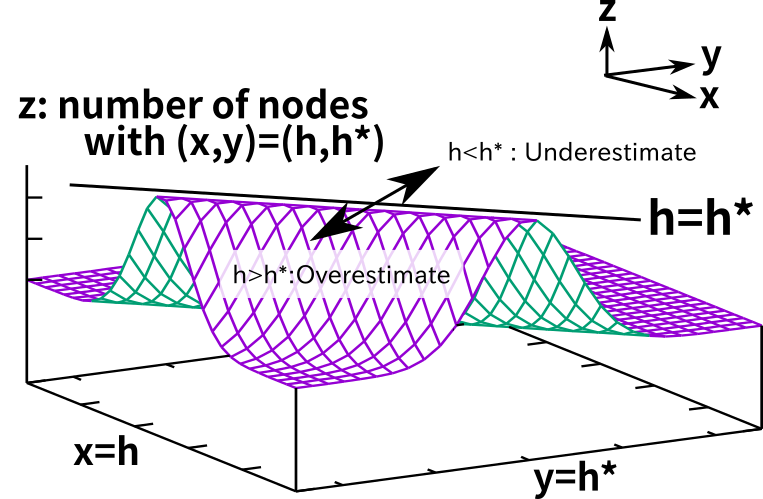 z
y
x
z: number of nodes
with (x,y)=(h,h*)
h<h* : Underestimate
h=h*
h>h*:Overestimate
x=h
y=h*